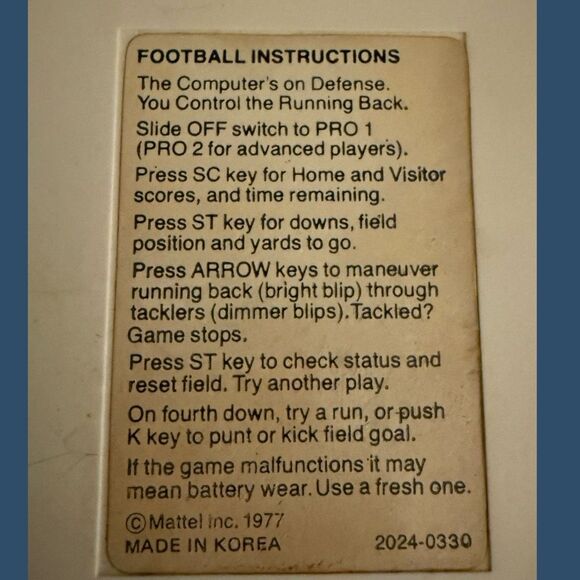 FOOTBALL INSTRUCTIONS
The Computer's on Defense.
You Control the Running Back.
Slide OFF switch to PRO 1
(PRO 2 for advanced players).
Press SC key for Home and Visitor
scores, and time remaining.
Press ST key for downs, field
position and yards to go.
Press ARROW keys to maneuver
running back (bright blip) through
tacklers (dimmer blips). Tackled?
Game stops.
Press ST key to check status and
reset field. Try another play.
On fourth down, try a run, or push
K key to punt or kick field goal.
If the game malfunctions it may
mean battery wear. Use a fresh one.
©Mattel Inc. 1977
MADE IN KOREA 2024-0330